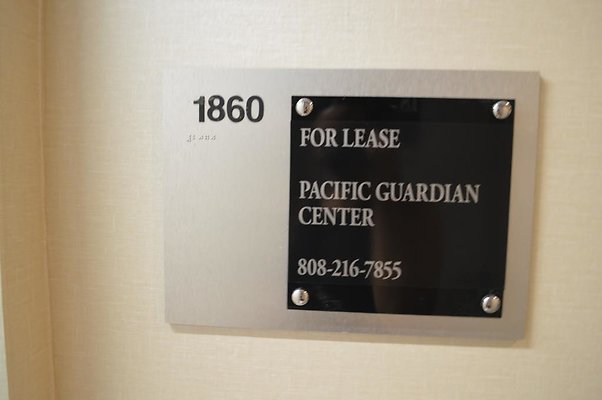 1860
FOR LEASE
PACIFIC GUARDIAN
CENTER
808-216-7855